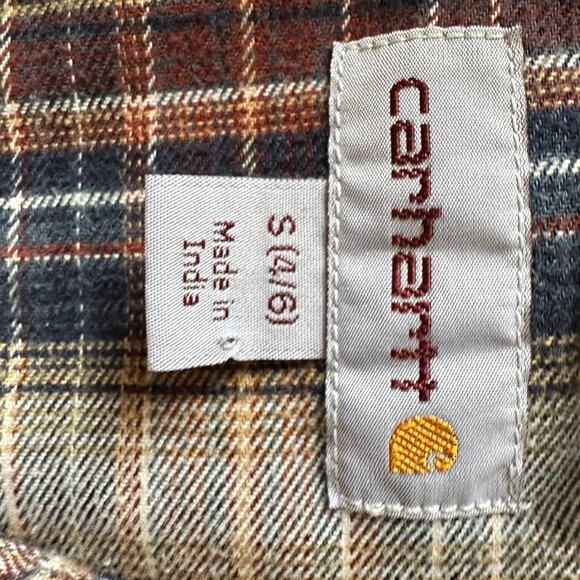 carhartt
S (4/6)
Made in
India